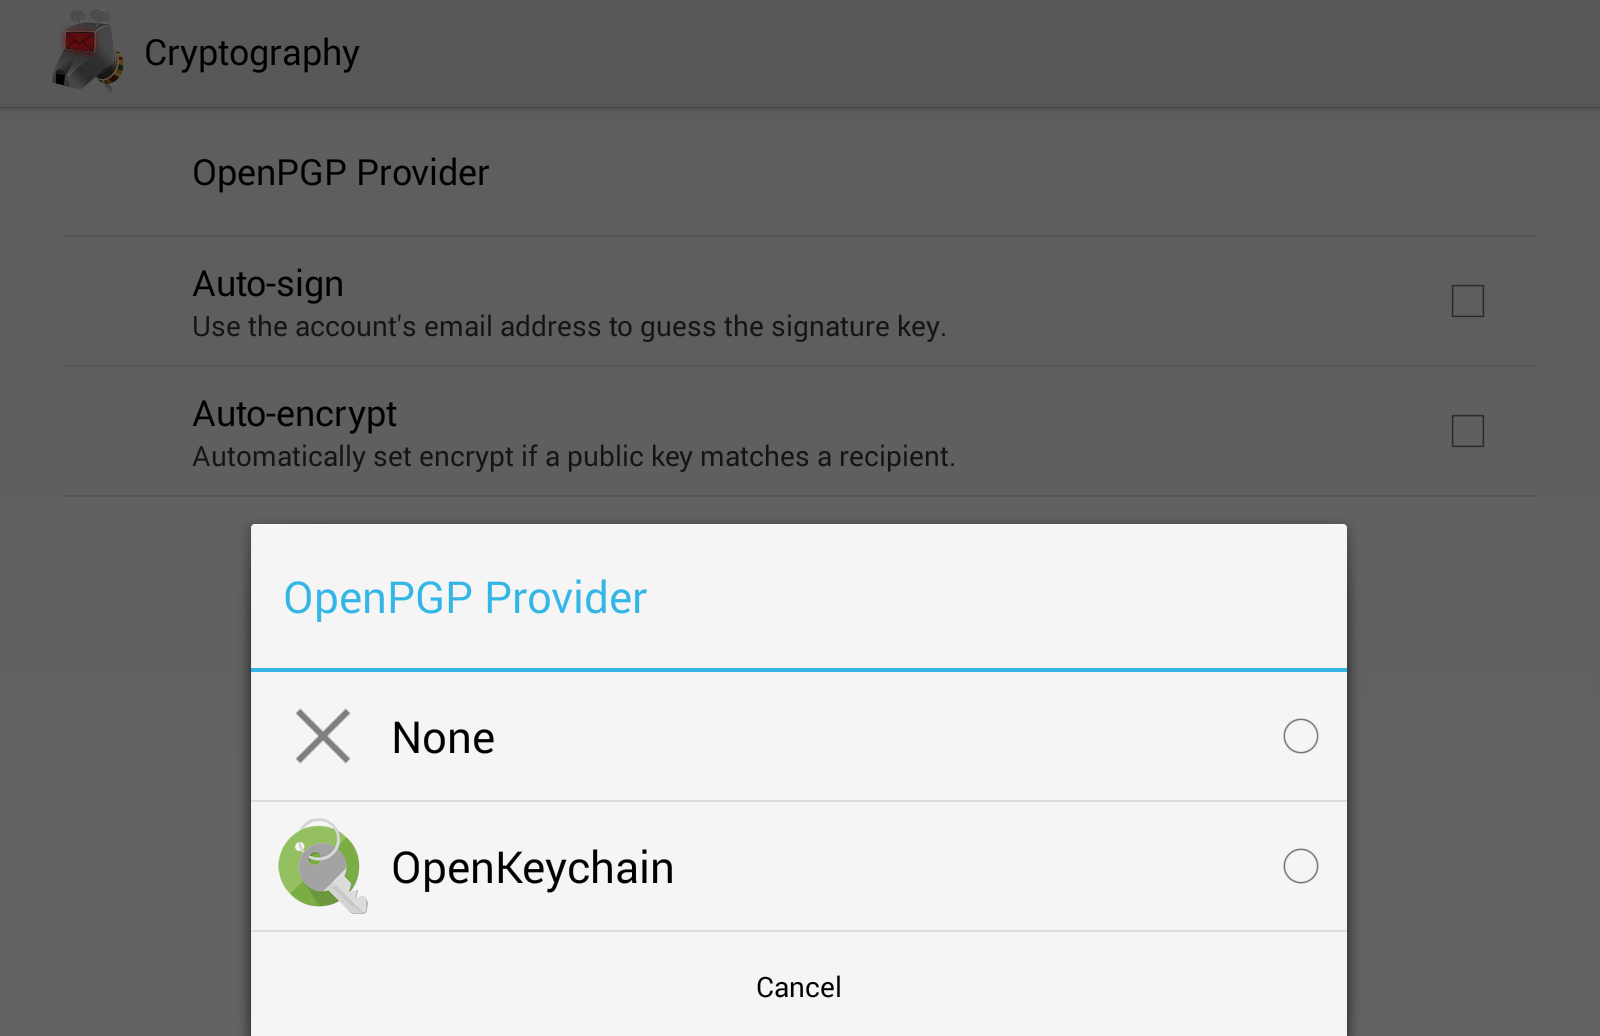 Cryptography
OpenPGP Provider
Auto-sign
Use the account's email address to guess the signature key.
Auto-encrypt
Automatically set encrypt if a public key matches a recipient.
OpenPGP Provider
None
OpenKeychain
Cancel